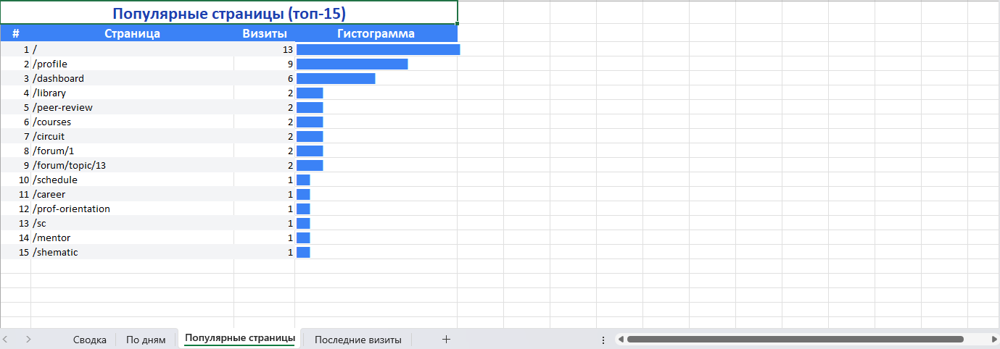 Популярные страницы (топ-15)
# Страница Визиты Гистограмма
1 / 13
2 /profile 9
3 /dashboard 6
4 /library 2
5 /peer-review 2
6 /courses 2
7 /circuit 2
8 /forum/1 2
9 /forum/topic/13 2
10 /schedule 1
11 /career 1
12 /prof-orientation 1
13 /sc 1
14 /mentor 1
15 /shematic 1
Сводка По дням Популярные страницы Последние визиты +